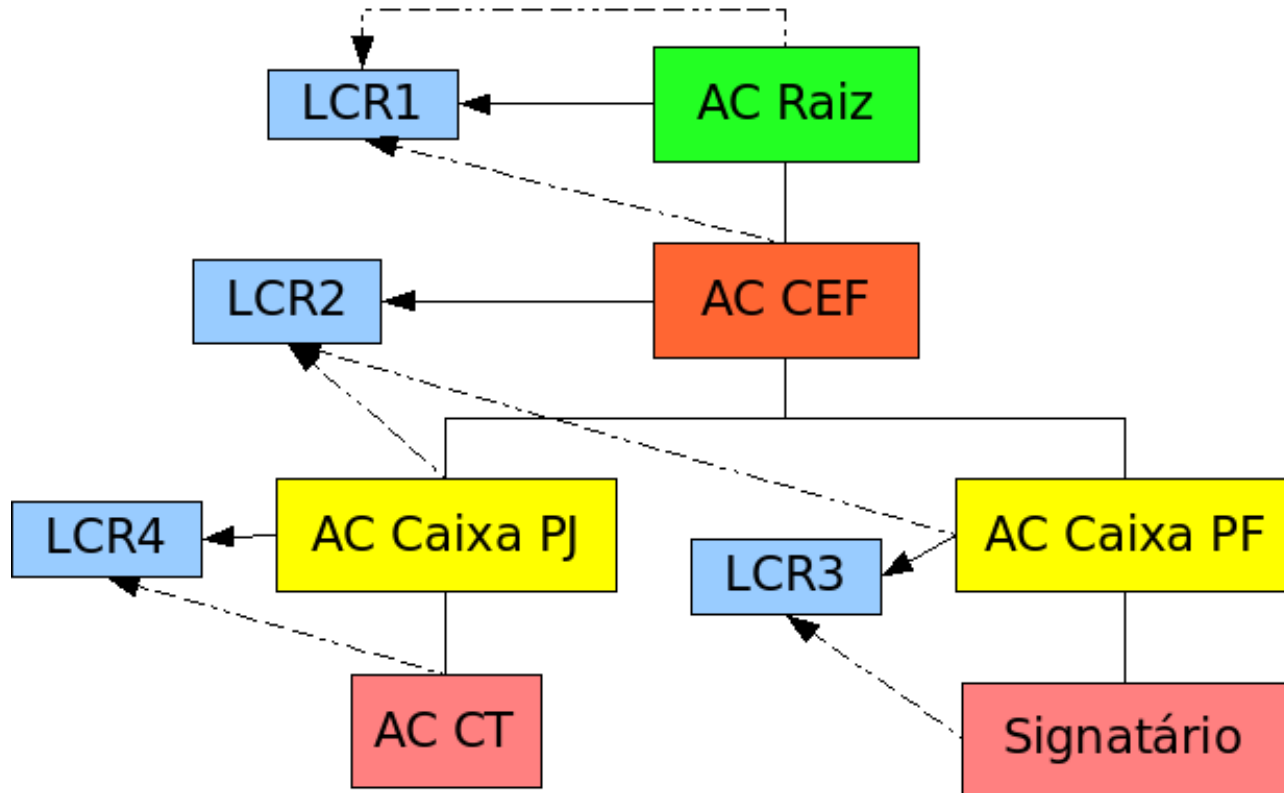 LCR1
AC Raiz
LCR2
AC CEF
LCR4
AC Caixa PJ
LCR3
AC Caixa PF
AC CT
Signatário